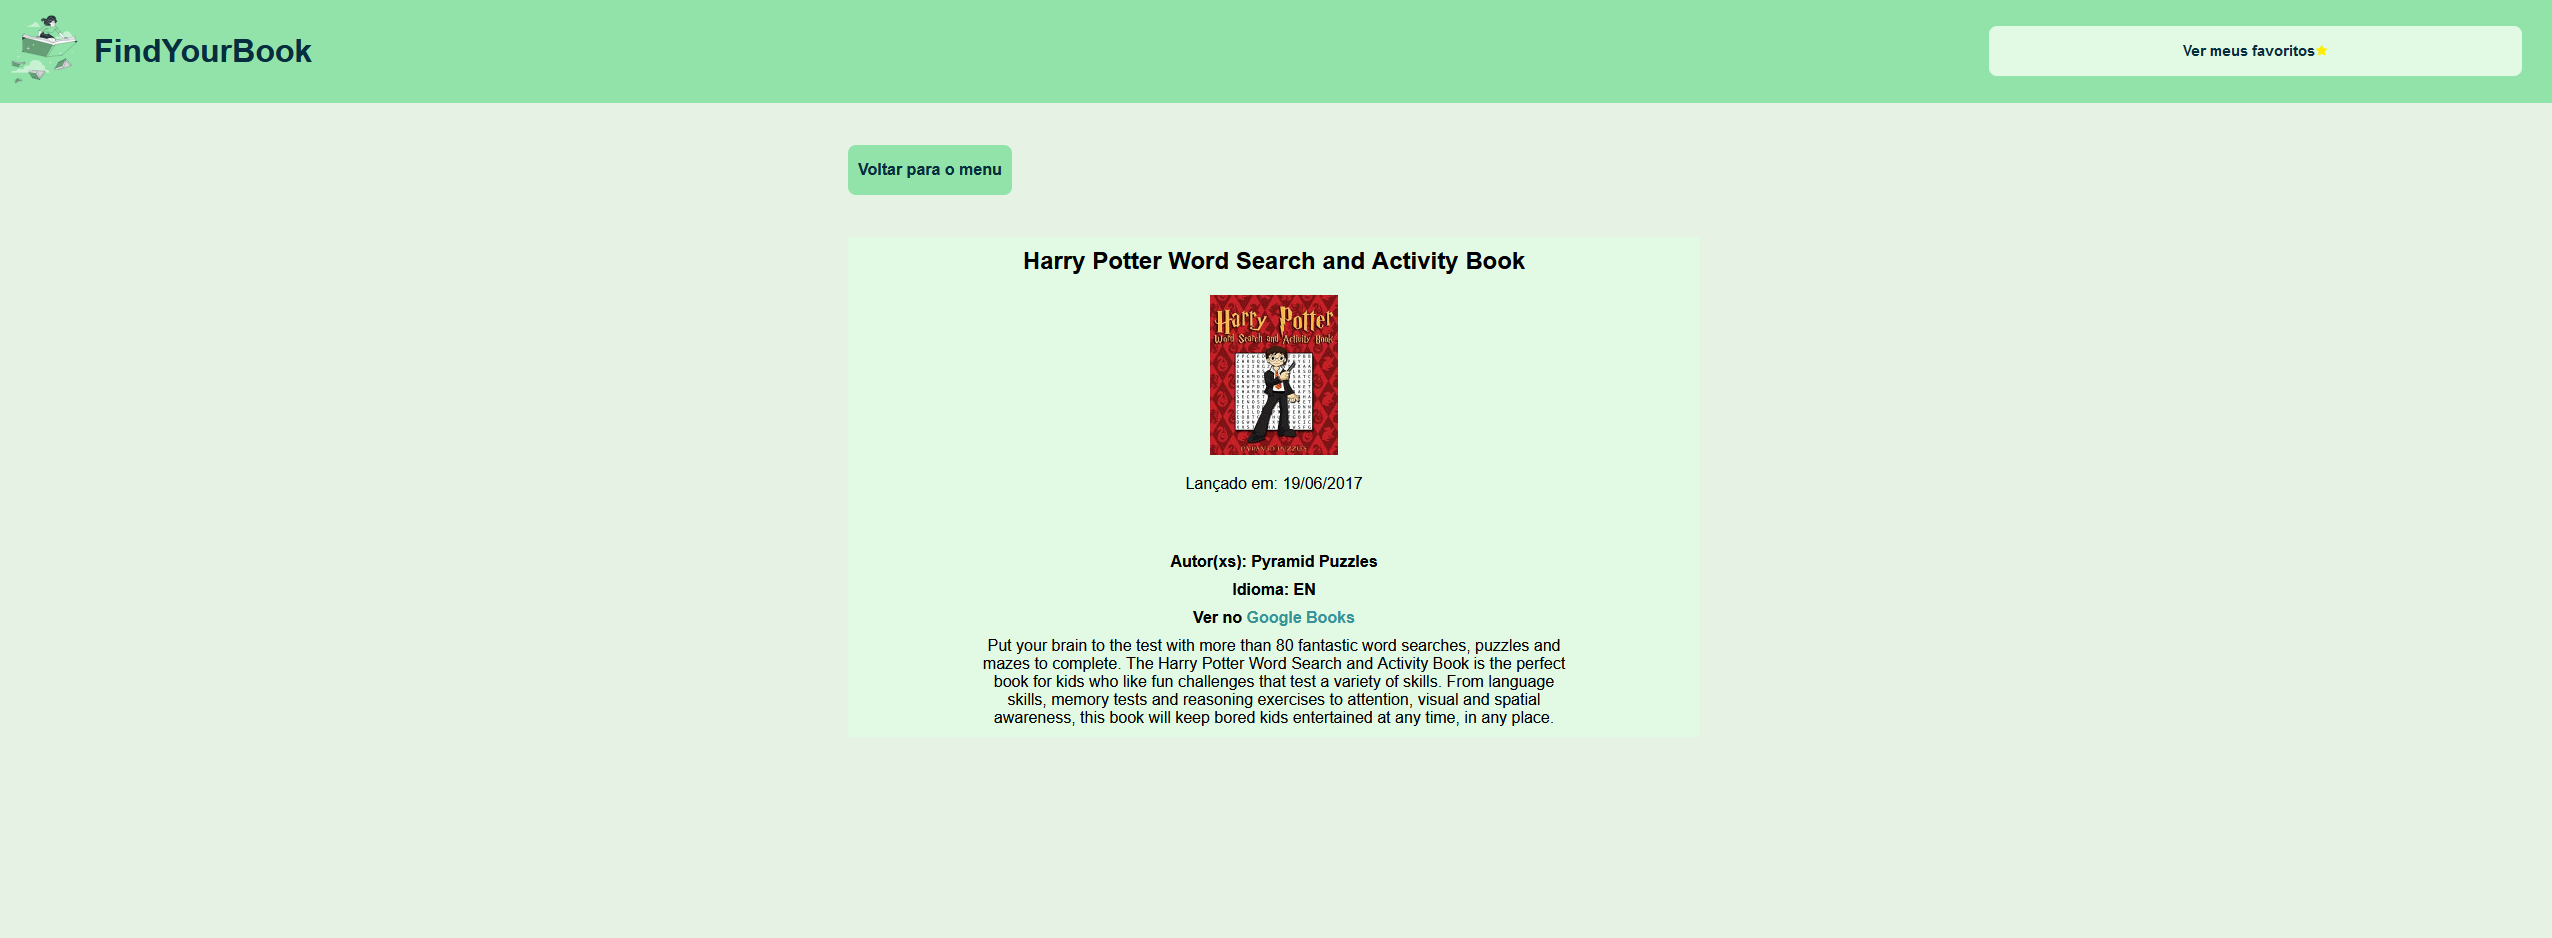 FindYourBook
Ver meus favoritos
Voltar para o menu
Harry Potter Word Search and Activity Book
Harry Potter
Word Search and Activity Book
PYRAMID PUZZLES
Lançado em: 19/06/2017
Autor(xs): Pyramid Puzzles
Idioma: EN
Ver no Google Books
Put your brain to the test with more than 80 fantastic word searches, puzzles and
mazes to complete. The Harry Potter Word Search and Activity Book is the perfect
book for kids who like fun challenges that test a variety of skills. From language
skills, memory tests and reasoning exercises to attention, visual and spatial
awareness, this book will keep bored kids entertained at any time, in any place.